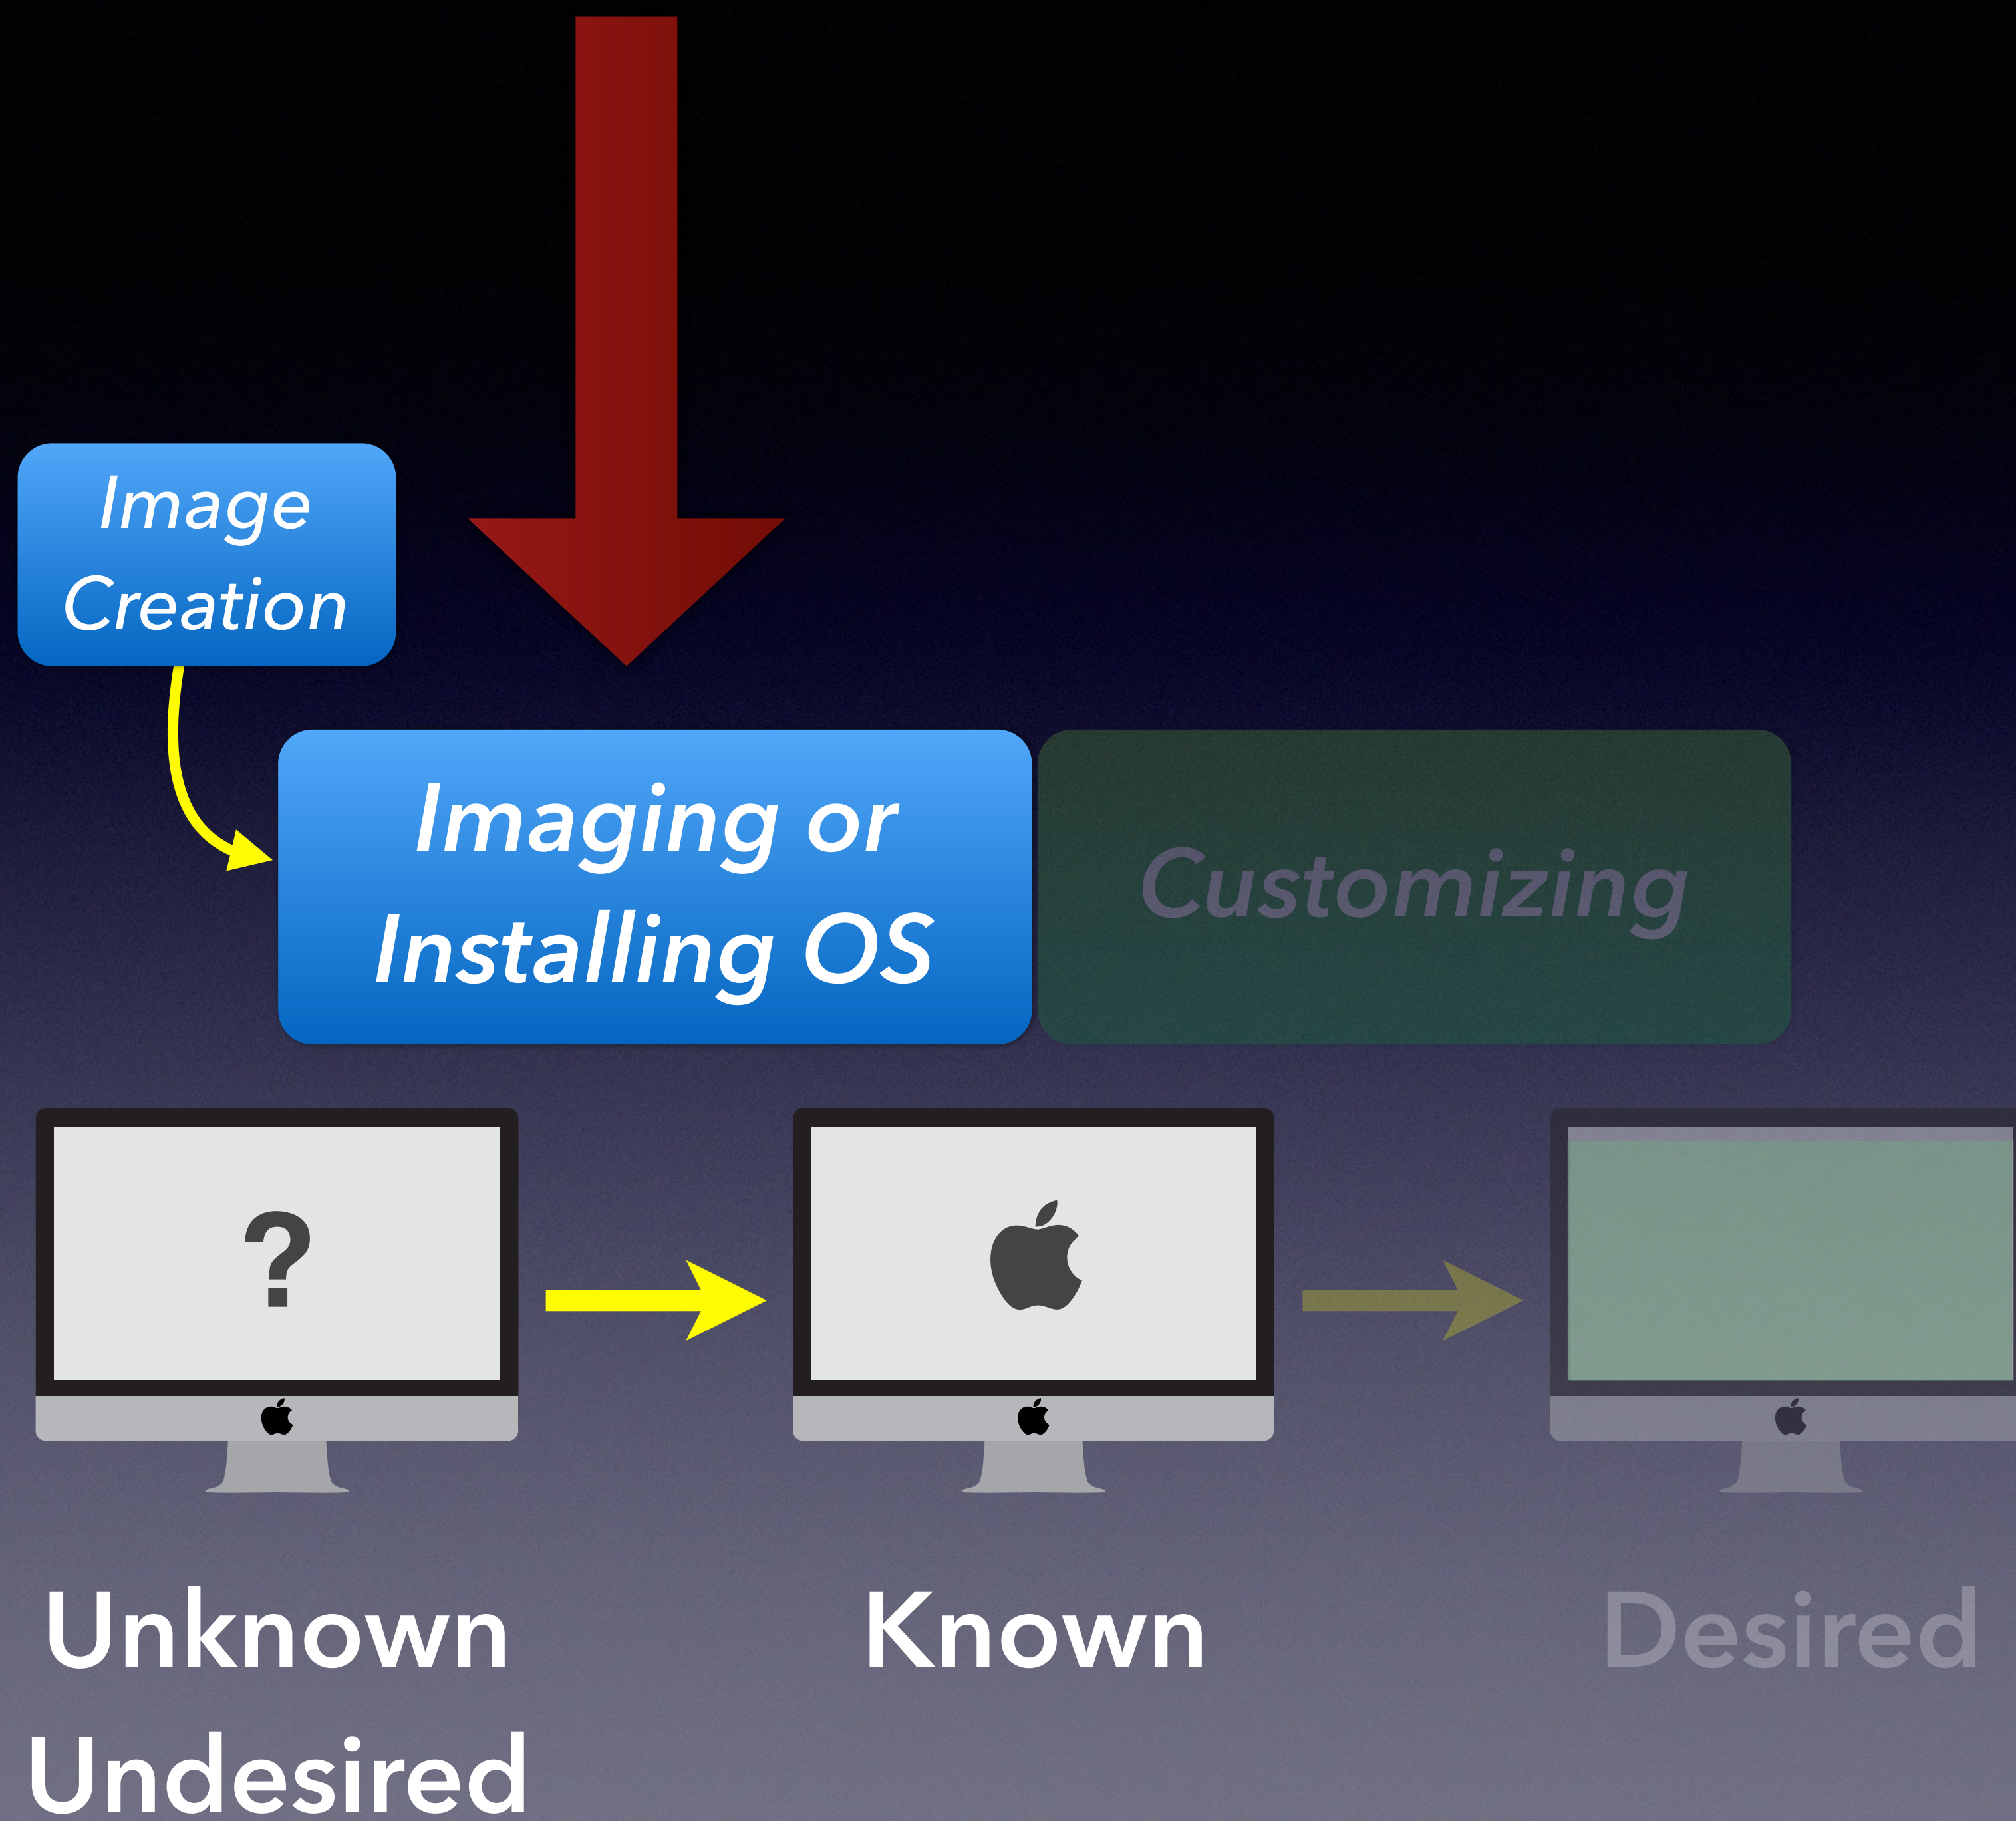 Image
Creation
Imaging or
Installing OS
Customizing
?
Unknown
Undesired
Known
Desired